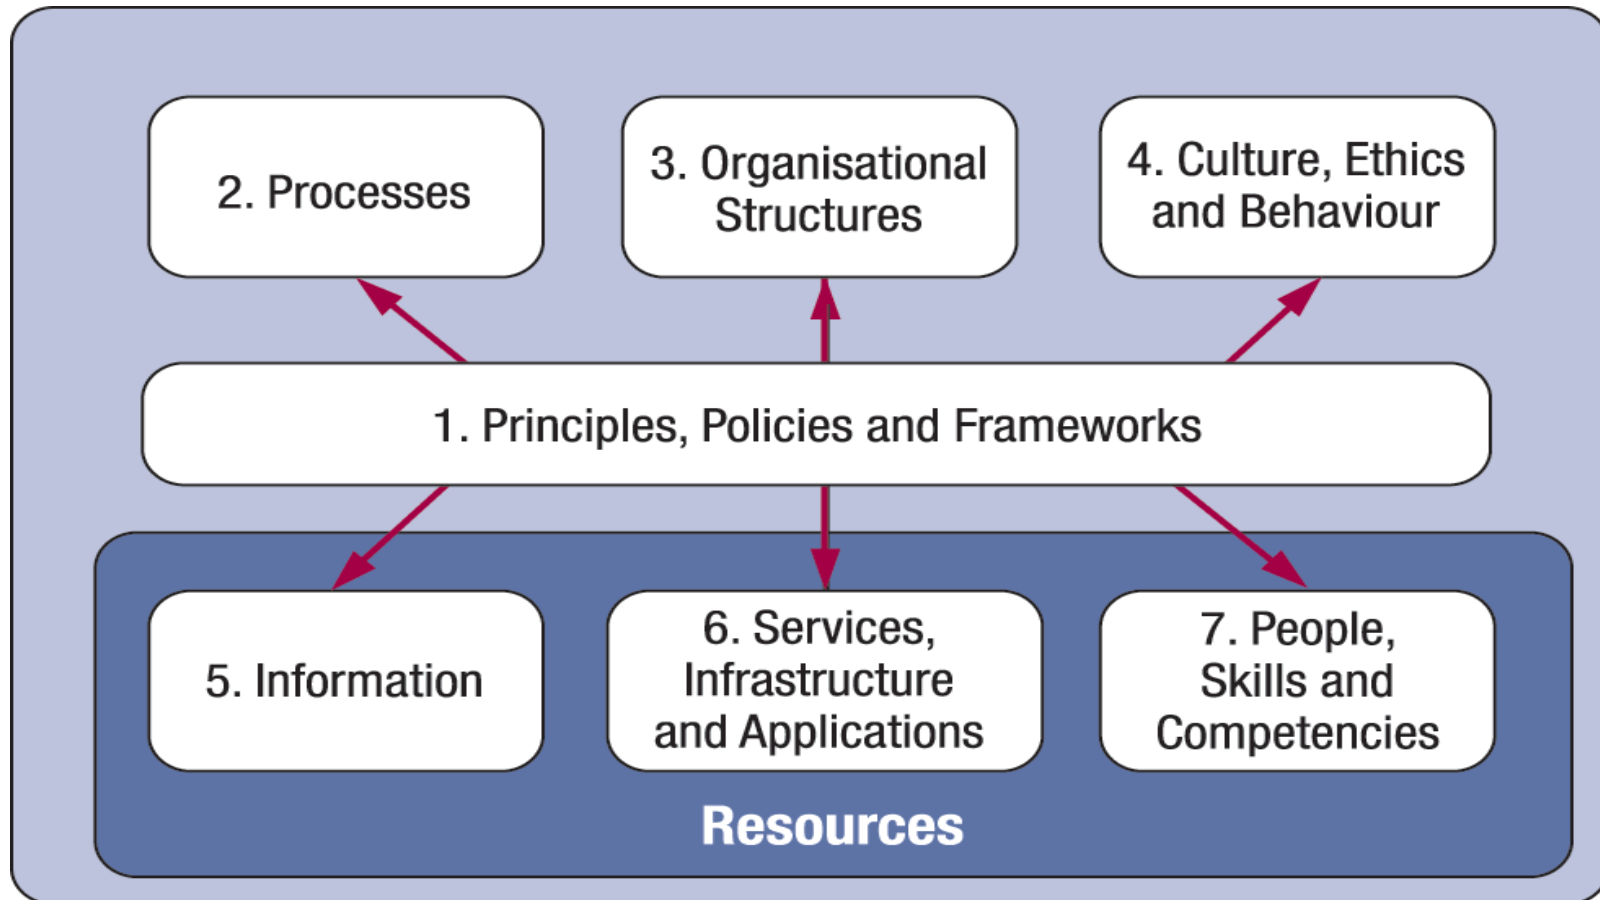 2. Processes
3. Organisational
Structures
4. Culture, Ethics
and Behaviour
1. Principles, Policies and Frameworks
5. Information
6. Services,
Infrastructure
and Applications
7. People,
Skills and
Competencies
Resources